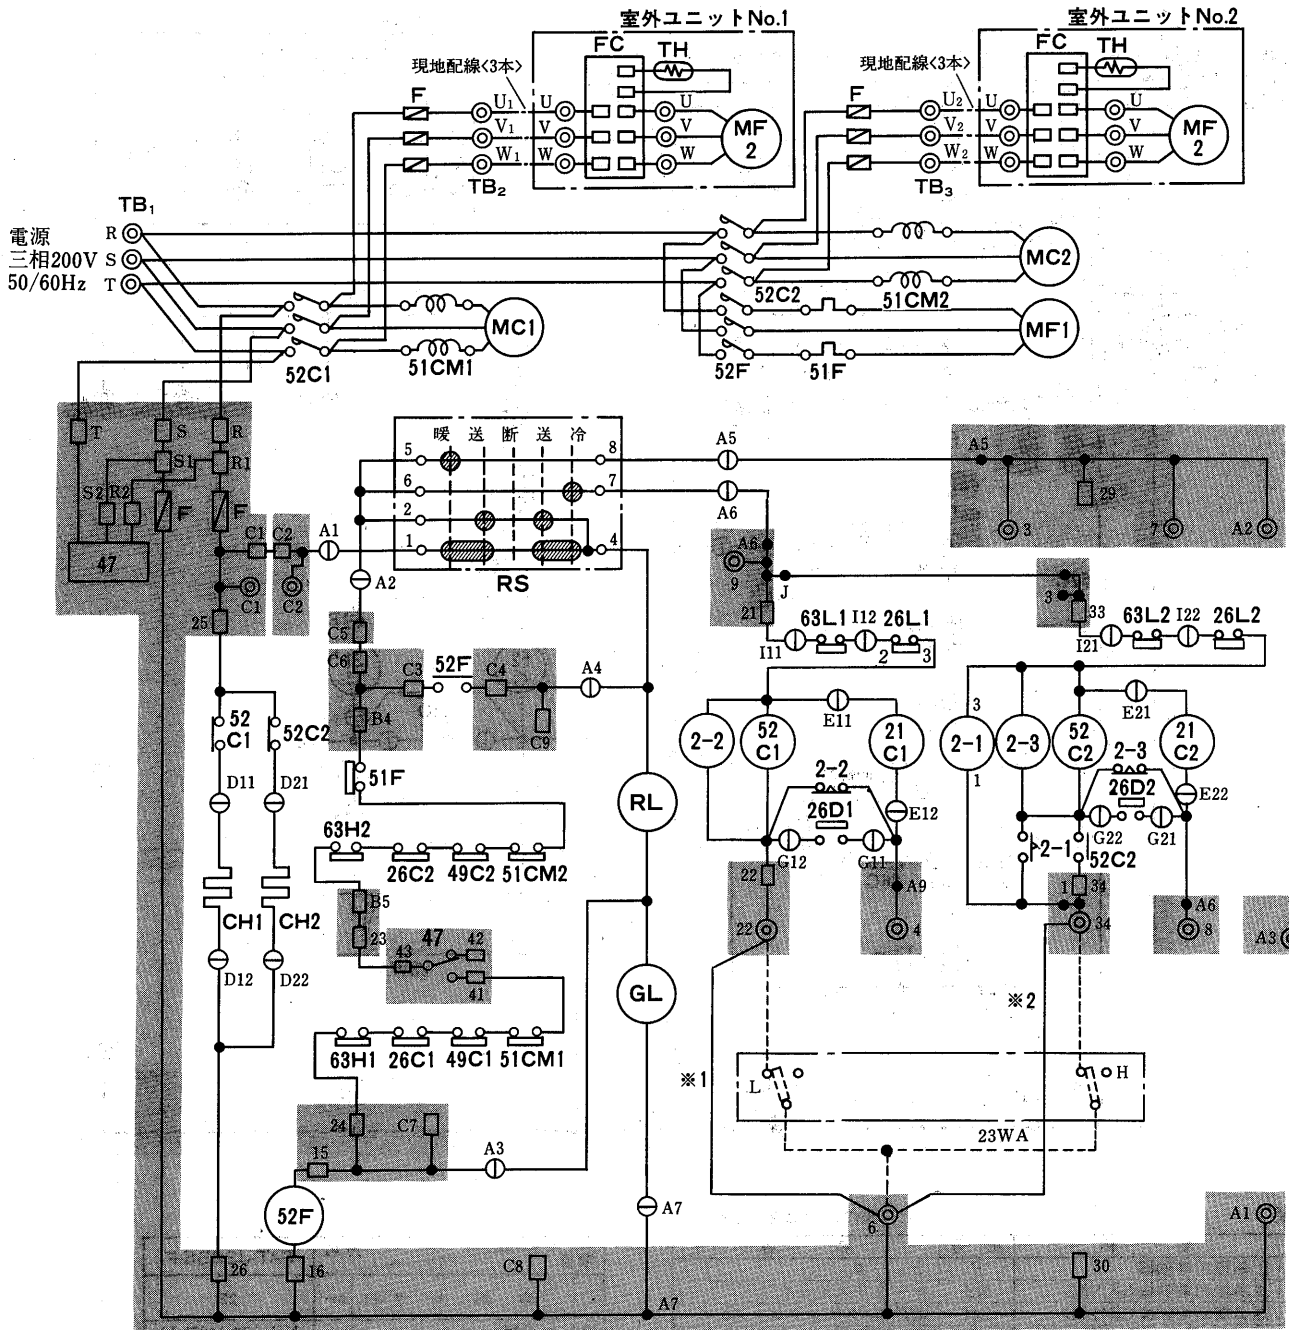 室外ユニットNo.1
室外ユニットNo.2
FC
TH
FC
TH
現地配線<3本>
現地配線<3本>
F
U₁
U
U
V₁
V
V
W₁
W
W
MF
2
TB₂
F
U₂
U
U
V₂
V
V
W₂
W
W
MF
2
TB₃
TB₁
電源
三相200V
50/60Hz
R
S
T
MC2
52C2
51CM2
MC1
MF1
52C1
51CM1
52F
51F
T
S
R
S1
R1
S2
R2
F
F
47
C1
C2
A1
C1
C2
25
暖
送
断
送
冷
5
8
6
7
2
1
4
RS
A5
A6
A2
A5
29
3
7
A2
A6
9
J
21
3
33
63L1
I12
26L1
I11
2
3
63L2
I22
26L2
I21
C5
C6
C3
52F
C4
A4
B4
C9
52
C1
52C2
51F
D11
D21
E11
E21
2-2
52
C1
21
C1
2-2
26D1
E12
G12
G11
3
2-1
1
2-3
52
C2
21
C2
2-3
26D2
E22
G22
G21
2-1
52C2
RL
63H2
26C2
49C2
51CM2
CH1
CH2
B5
23
47
42
43
41
D12
D22
22
22
A9
4
1
34
34
A6
8
A3
GL
※1
※2
63H1
26C1
49C1
51CM1
L
H
23WA
24
C7
15
A3
52F
A7
6
A1
26
16
C8
30
A7